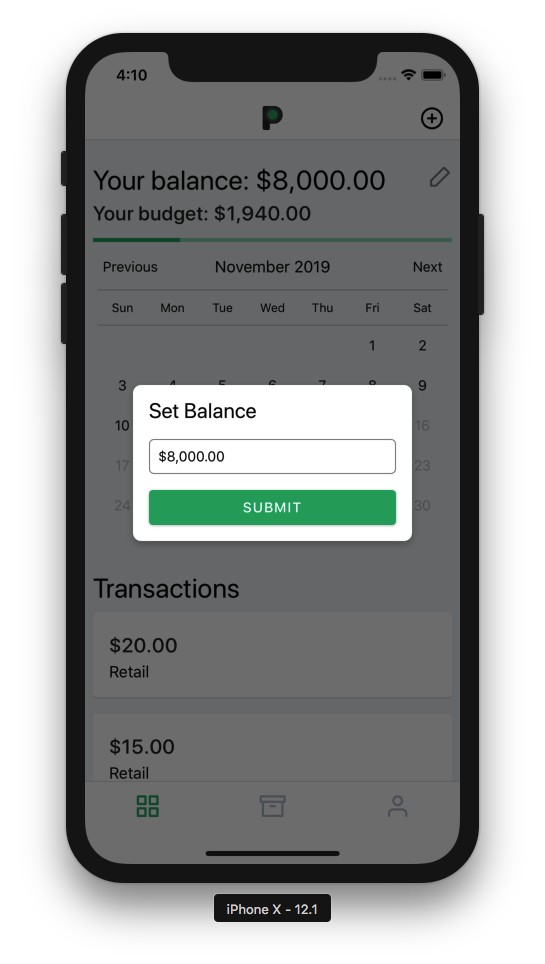 4:10
P
Your balance: $8,000.00
Your budget: $1,940.00
Previous November 2019 Next
Sun Mon Tue Wed Thu Fri Sat
1 2
3 4 5 6 7 8 9
Set Balance
10 16
$8,000.00
17 23
SUBMIT
24 30
Transactions
$20.00
Retail
$15.00
Retail
iPhone X - 12.1